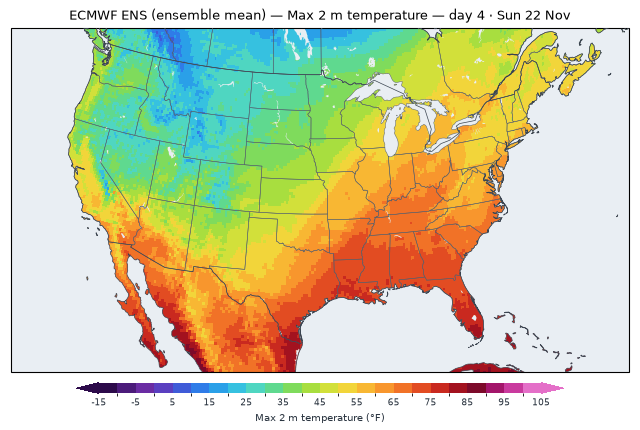 ECMWF ENS (ensemble mean) — Max 2 m temperature — day 4 · Sun 22 Nov
-15 -5 5 15 25 35 45 55 65 75 85 95 105
Max 2 m temperature (°F)